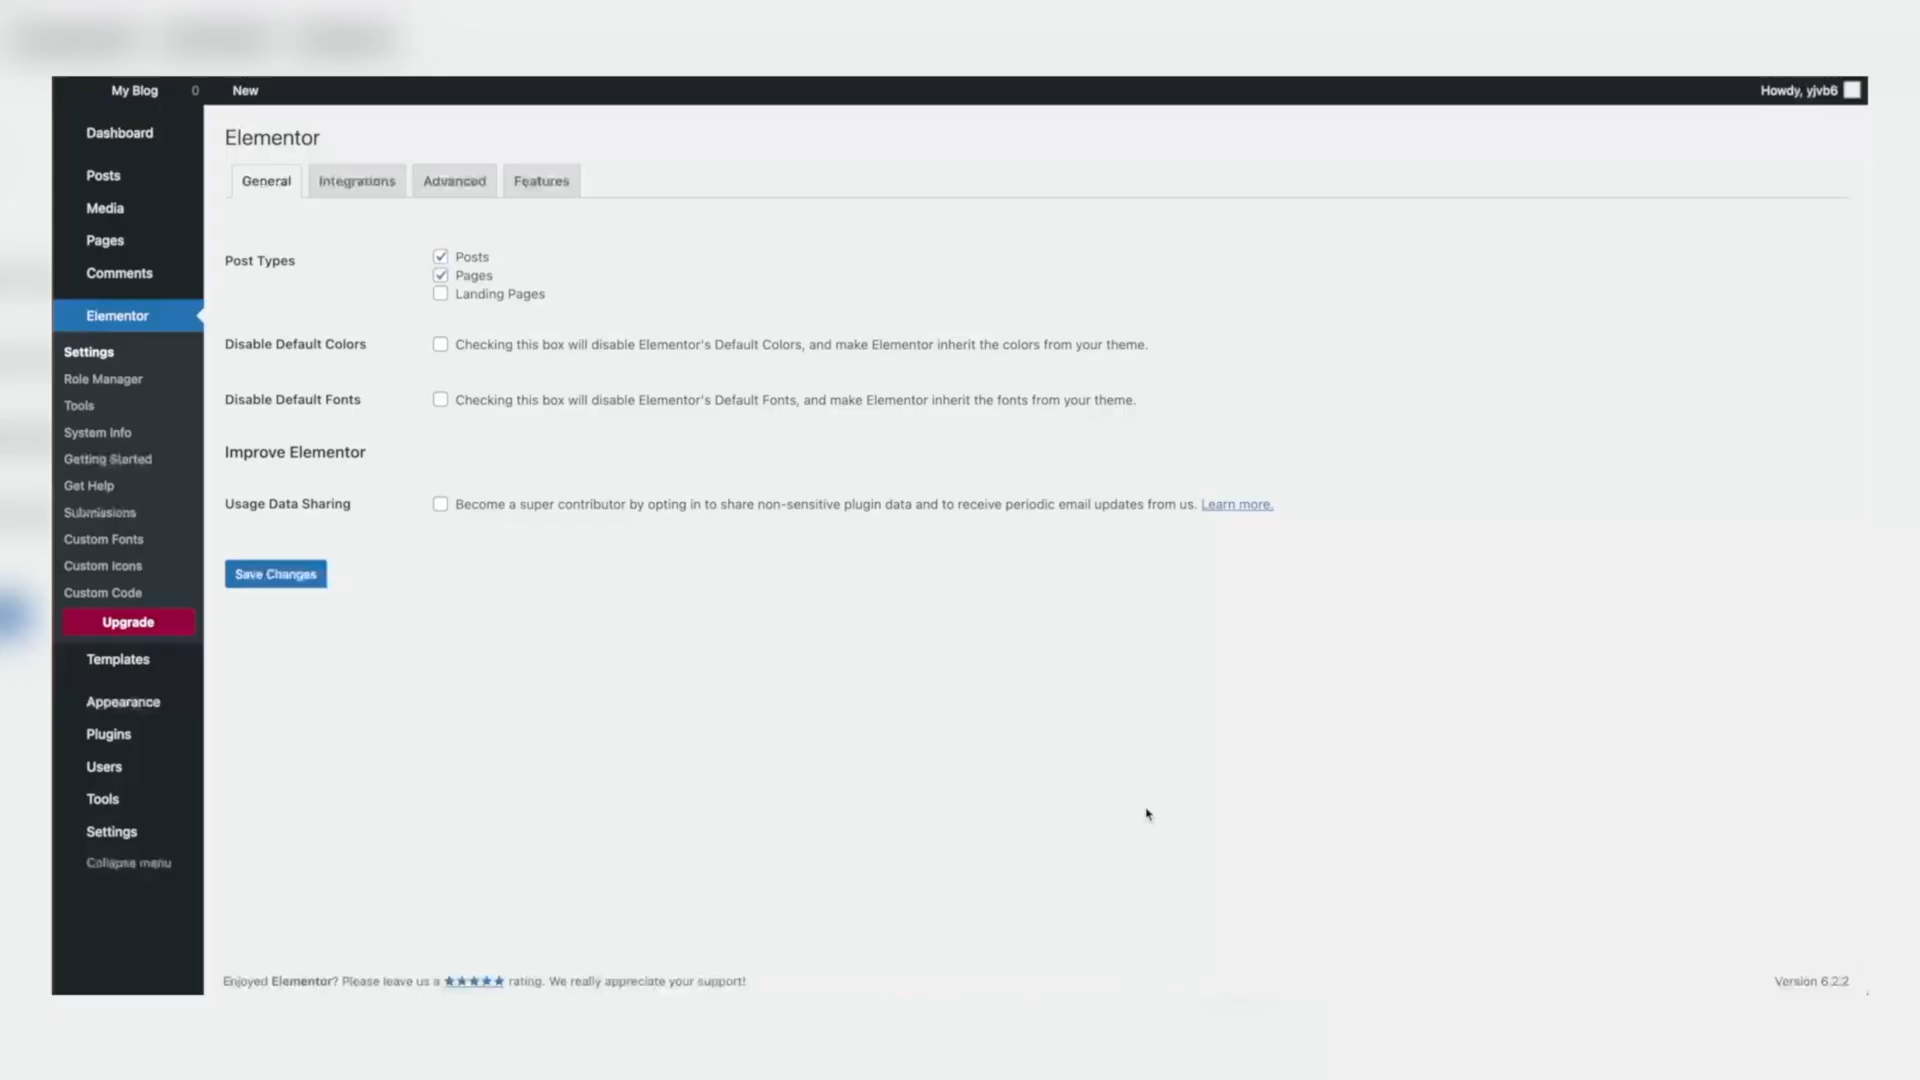 My Blog 0 New Howdy, yjvb6
Dashboard
Posts
Media
Pages
Comments
Elementor
Settings
Role Manager
Tools
System Info
Getting Started
Get Help
Submissions
Custom Fonts
Custom Icons
Custom Code
Upgrade
Templates
Appearance
Plugins
Users
Tools
Settings
Collapse menu
Elementor
General Integrations Advanced Features
Post Types
Posts
Pages
Landing Pages
Disable Default Colors Checking this box will disable Elementor's Default Colors, and make Elementor inherit the colors from your theme.
Disable Default Fonts Checking this box will disable Elementor's Default Fonts, and make Elementor inherit the fonts from your theme.
Improve Elementor
Usage Data Sharing Become a super contributor by opting in to share non-sensitive plugin data and to receive periodic email updates from us. Learn more.
Save Changes
Enjoyed Elementor? Please leave us a ★★★★★ rating. We really appreciate your support! Version 6.2.2